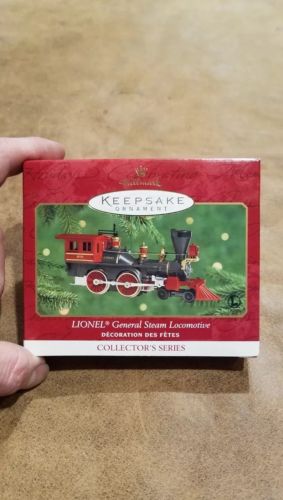 Hallmark
KEEPSAKE
ORNAMENT
LIONEL® General Steam Locomotive
DÉCORATION DES FÊTES
COLLECTOR'S SERIES